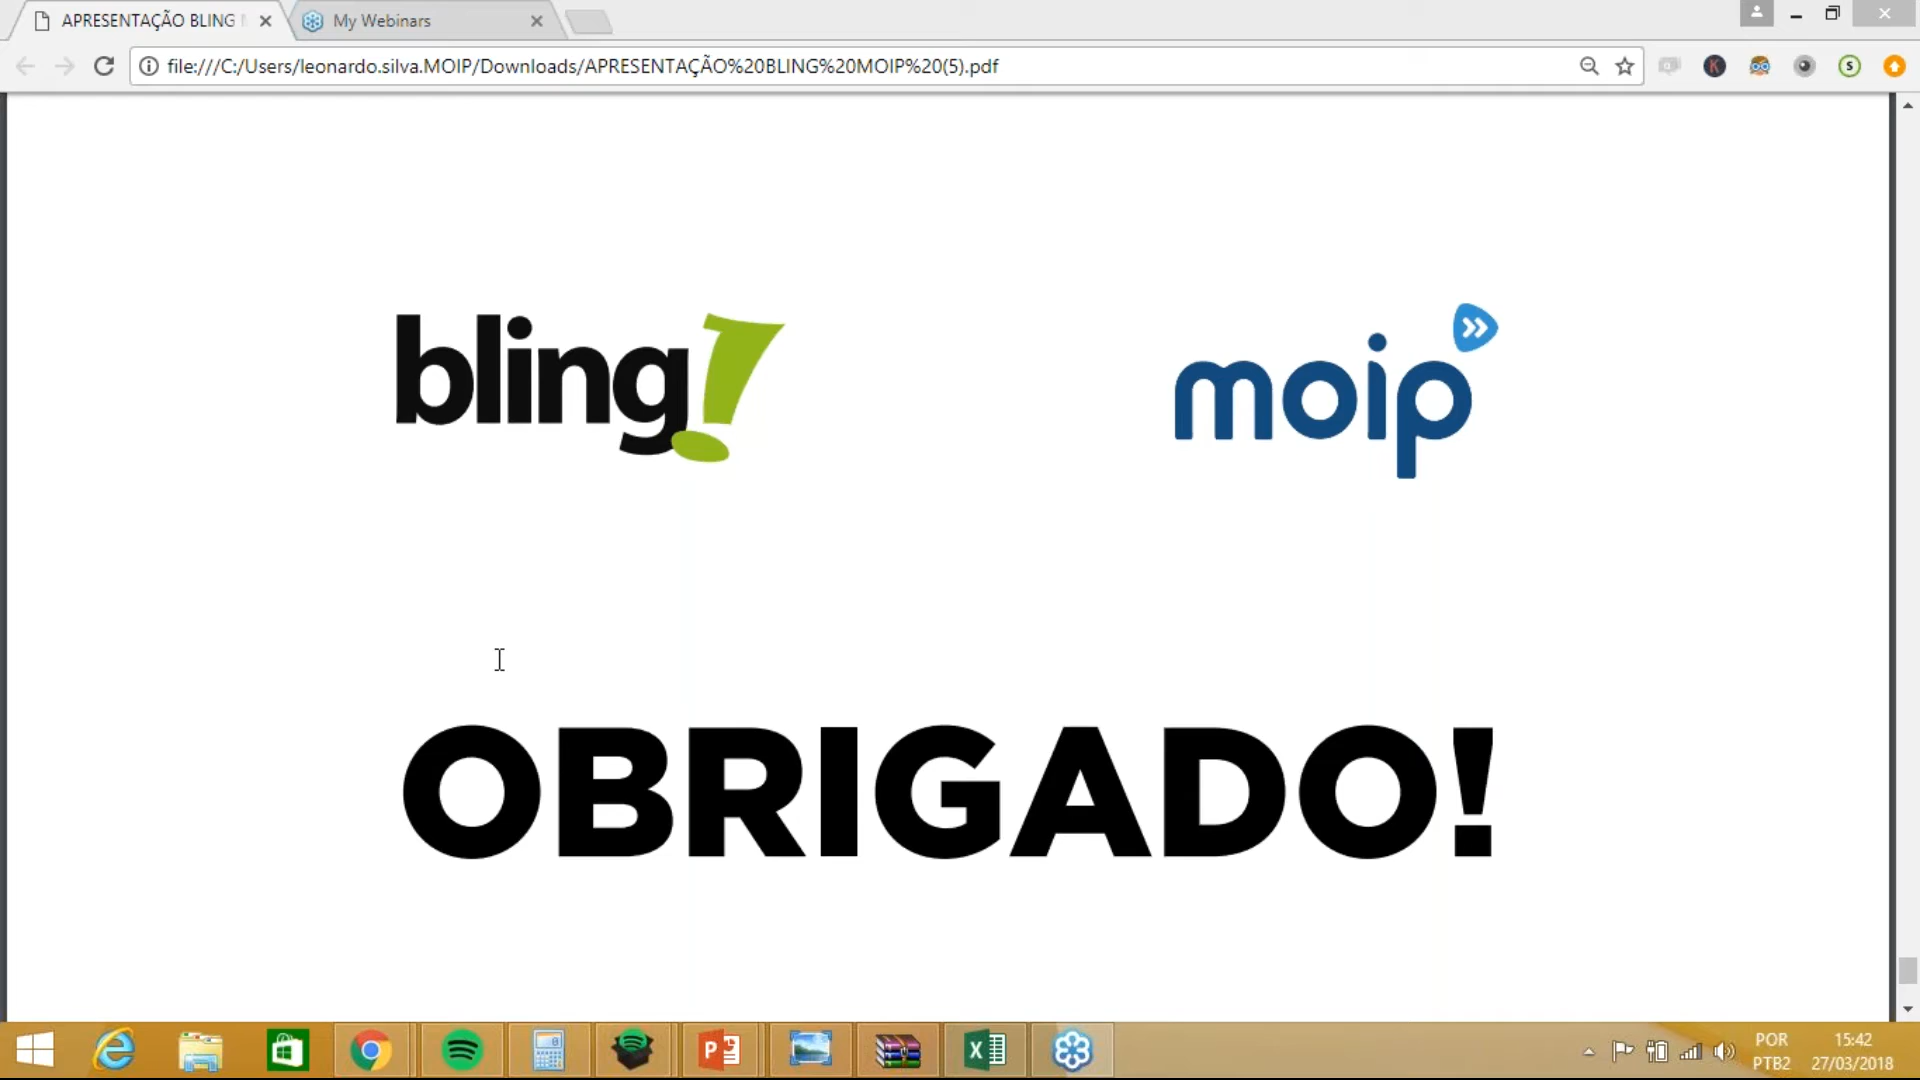 APRESENTAÇÃO BLING
My Webinars
file:///C:/Users/leonardo.silva.MOIP/Downloads/APRESENTAÇÃO%20BLING%20MOIP%20(5).pdf
bling!
moip
OBRIGADO!
POR
PTB2
15:42
27/03/2018